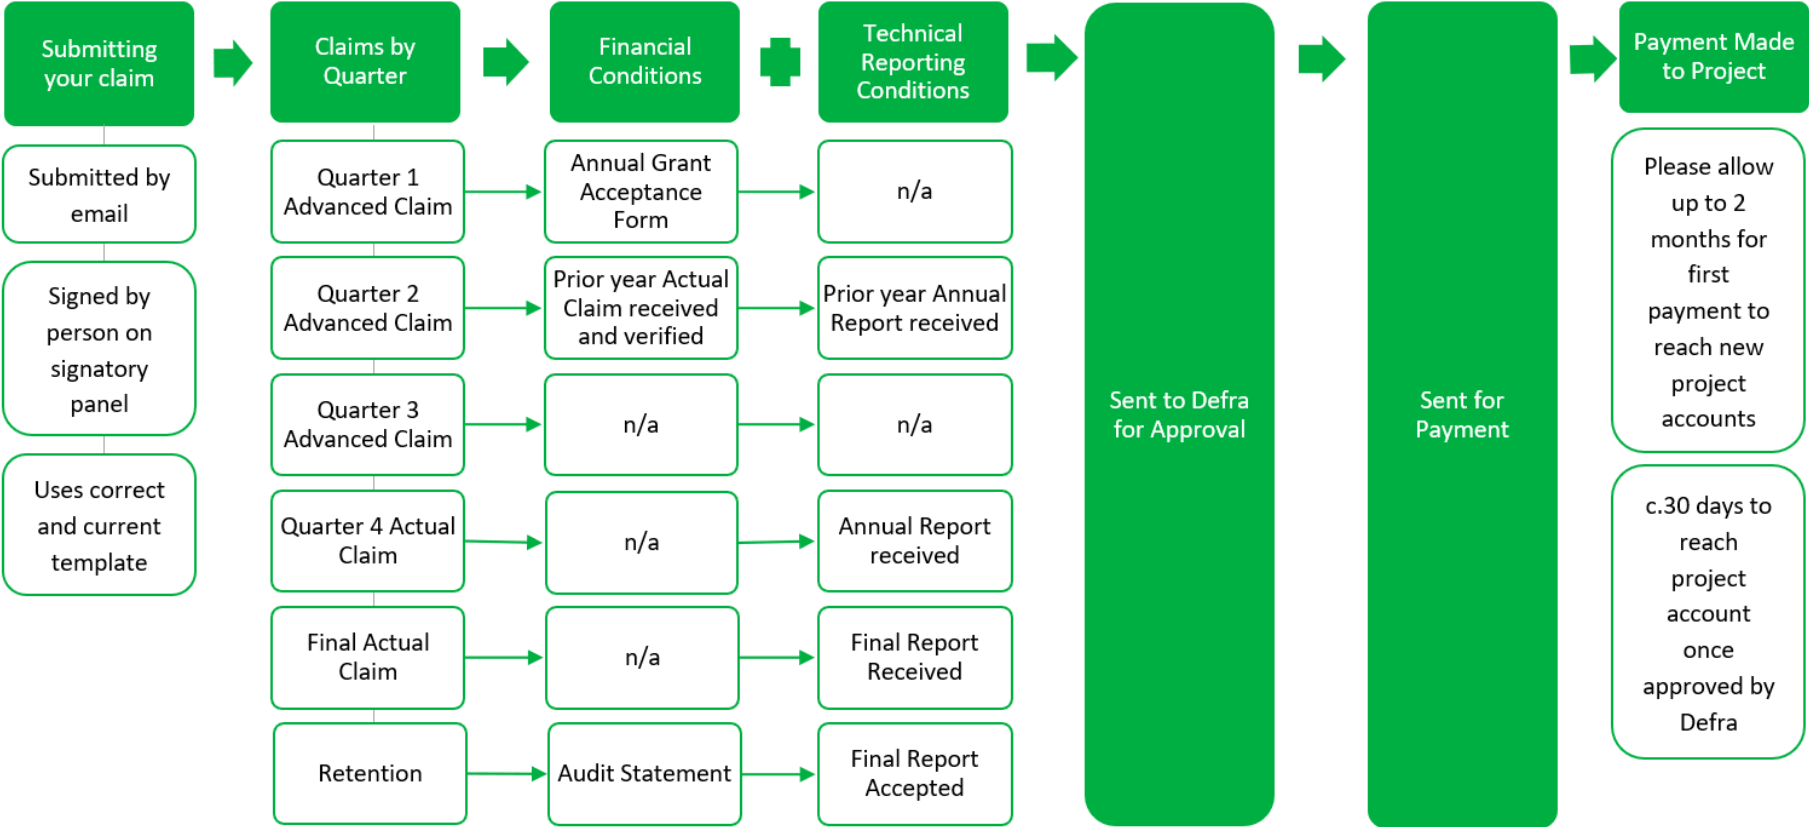 Submitting
your claim
Submitted by
email
Signed by
person on
signatory
panel
Uses correct
and current
template
Claims by
Quarter
Financial
Conditions
Technical
Reporting
Conditions
Quarter 1
Advanced Claim
Annual Grant
Acceptance
Form
n/a
Quarter 2
Advanced Claim
Prior year Actual
Claim received
and verified
Prior year Annual
Report received
Quarter 3
Advanced Claim
n/a
n/a
Quarter 4 Actual
Claim
n/a
Annual Report
received
Final Actual
Claim
n/a
Final Report
Received
Retention
Audit Statement
Final Report
Accepted
Sent to Defra
for Approval
Sent for
Payment
Payment Made
to Project
Please allow
up to 2
months for
first
payment to
reach new
project
accounts
c.30 days to
reach
project
account
once
approved by
Defra